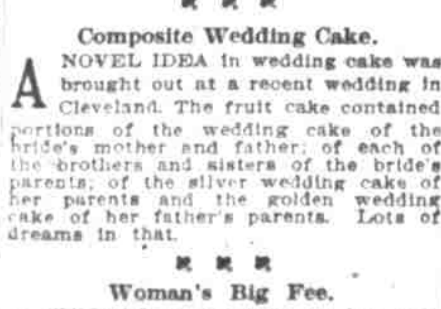 Composite Wedding Cake.
A NOVEL IDEA in wedding cake was
brought out at a recent wedding in
Cleveland. The fruit cake contained
portions of the wedding cake of the
bride's mother and father; of each of
the brothers and sisters of the bride's
parents; of the silver wedding cake of
her parents and the golden wedding
cake of her father's parents. Lots of
dreams in that.
Woman's Big Fee.